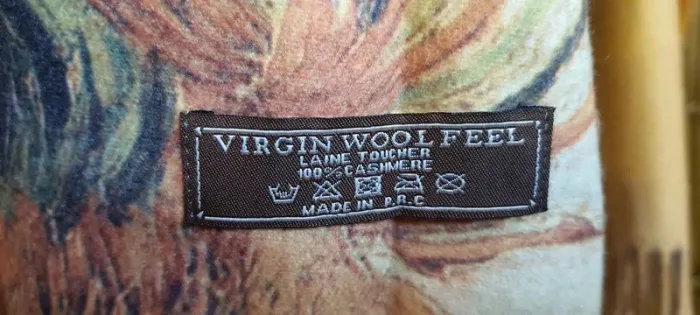 VIRGIN WOOL FEEL
LAINE TOUCHER
100% CASHMERE
MADE IN P.R.C